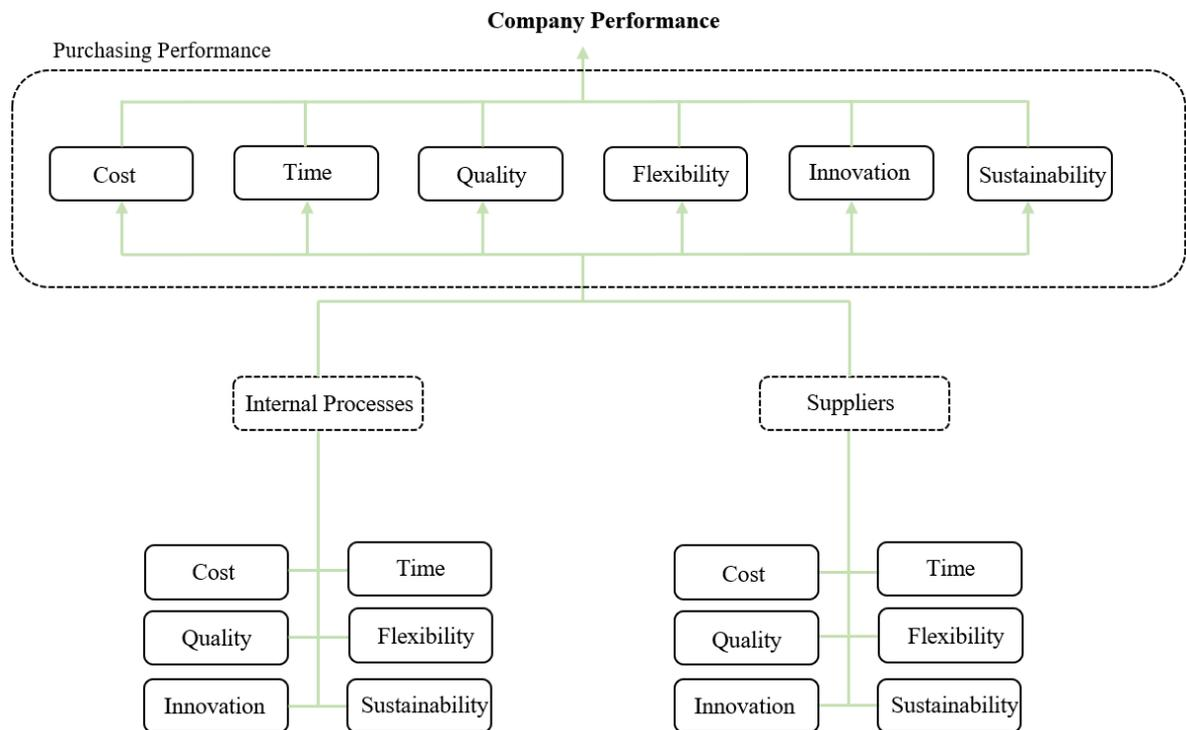 Company Performance
Purchasing Performance
Cost
Time
Quality
Flexibility
Innovation
Sustainability
Internal Processes
Suppliers
Cost
Time
Quality
Flexibility
Innovation
Sustainability
Cost
Time
Quality
Flexibility
Innovation
Sustainability